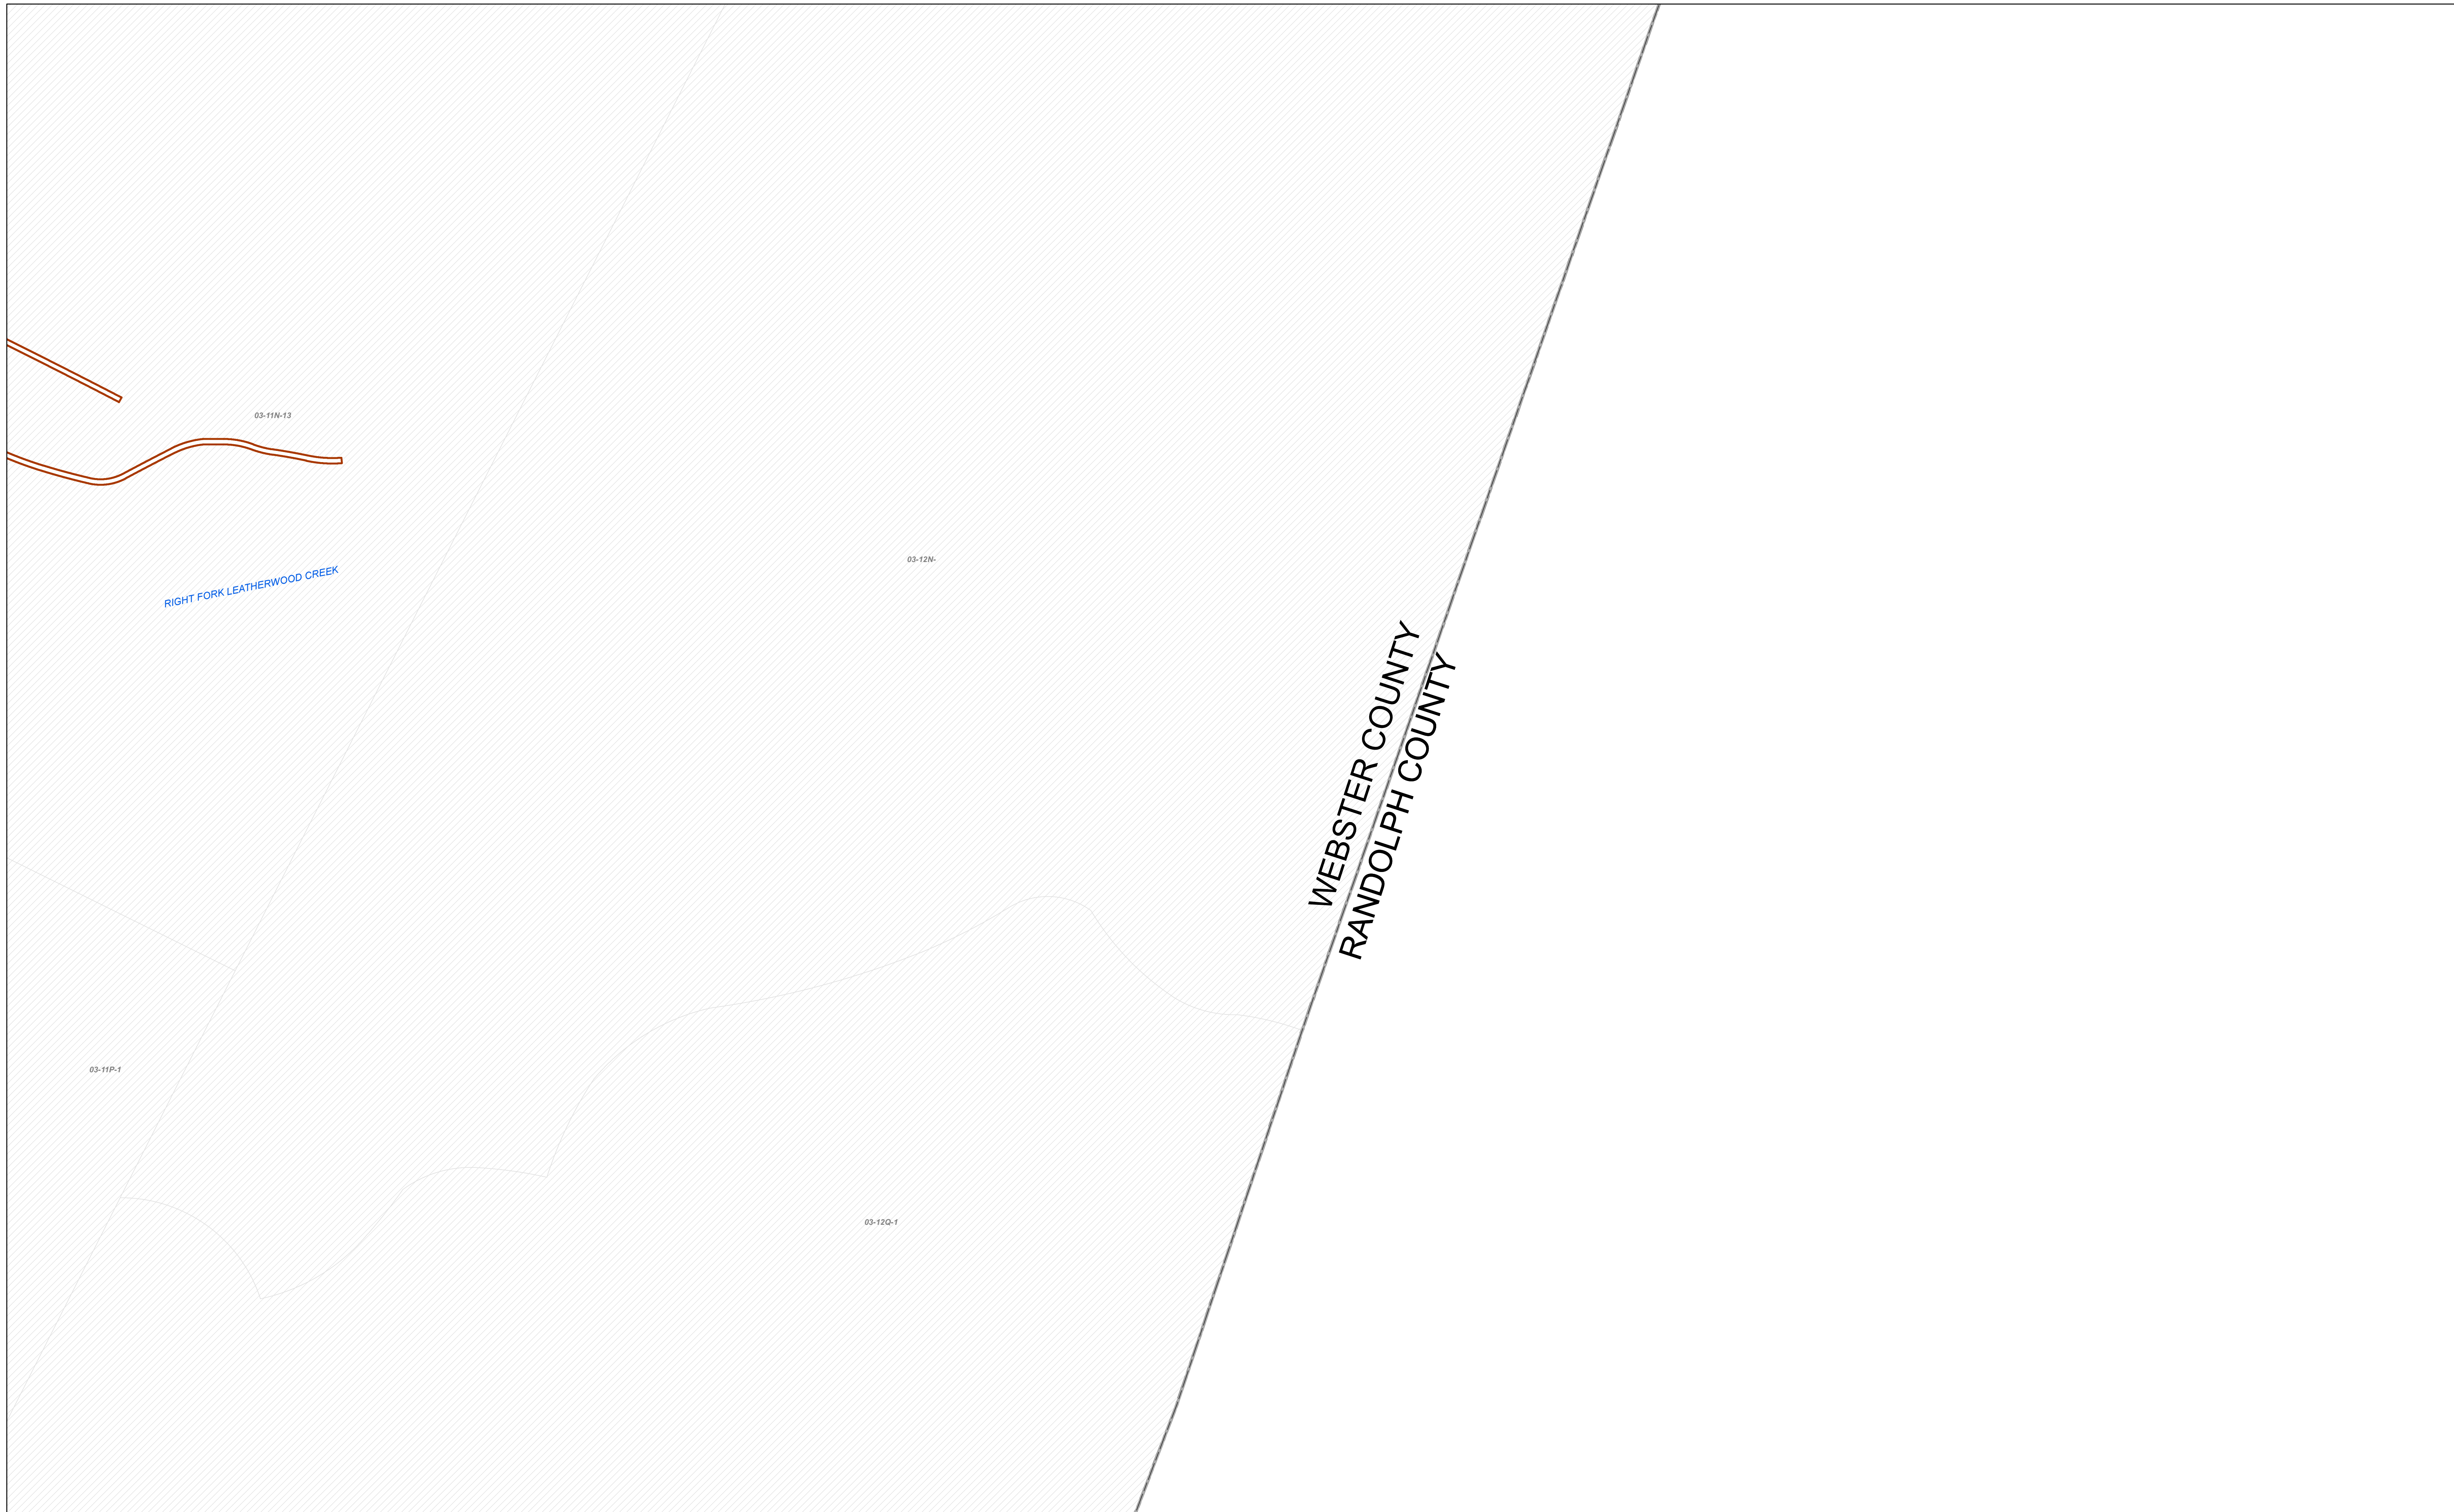 03-11N-13
03-12N-
RIGHT FORK LEATHERWOOD CREEK
WEBSTER COUNTY
RANDOLPH COUNTY
03-11P-1
03-12Q-1